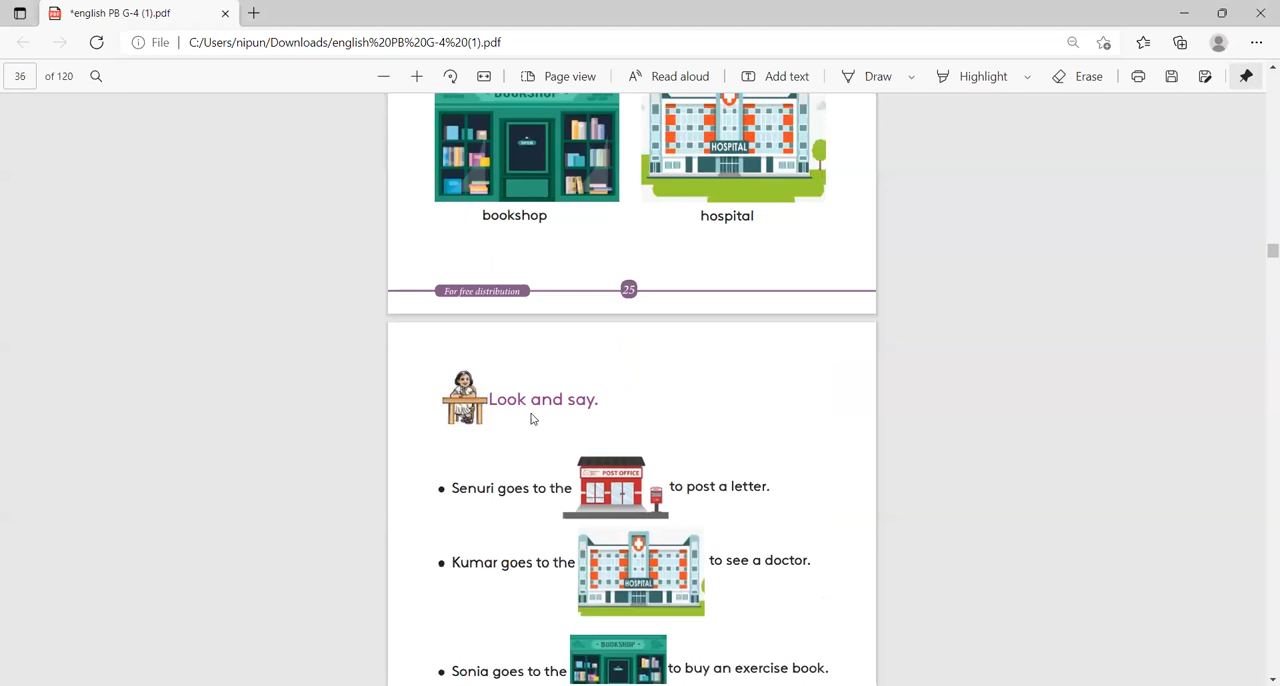 *english PB G-4 (1).pdf
File | C:/Users/nipun/Downloads/english%20PB%20G-4%20(1).pdf
36 of 120
Page view
Read aloud
Add text
Draw
Highlight
Erase
BOOKSHOP
OPEN
HOSPITAL
bookshop
hospital
For free distribution
25
Look and say.
POST OFFICE
Senuri goes to the
to post a letter.
Kumar goes to the
HOSPITAL
to see a doctor.
BOOKSHOP
Sonia goes to the
to buy an exercise book.